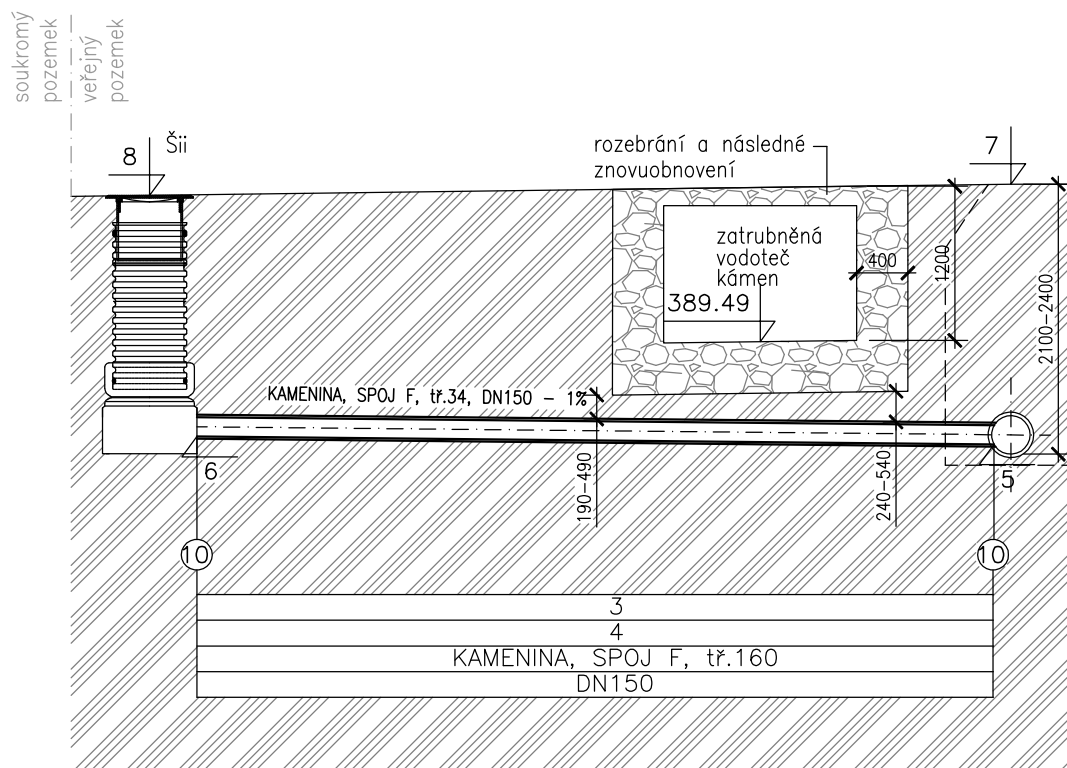 soukromý
pozemek
veřejný
pozemek
8
Šii
rozebrání a následné
znovuobnovení
7
zatrubněná
vodoteč
kámen
389.49
400
1200
2100-2400
KAMENINA, SPOJ F, tř.34, DN150 - 1%
6
190-490
240-540
5
10
10
3
4
KAMENINA, SPOJ F, tř.160
DN150